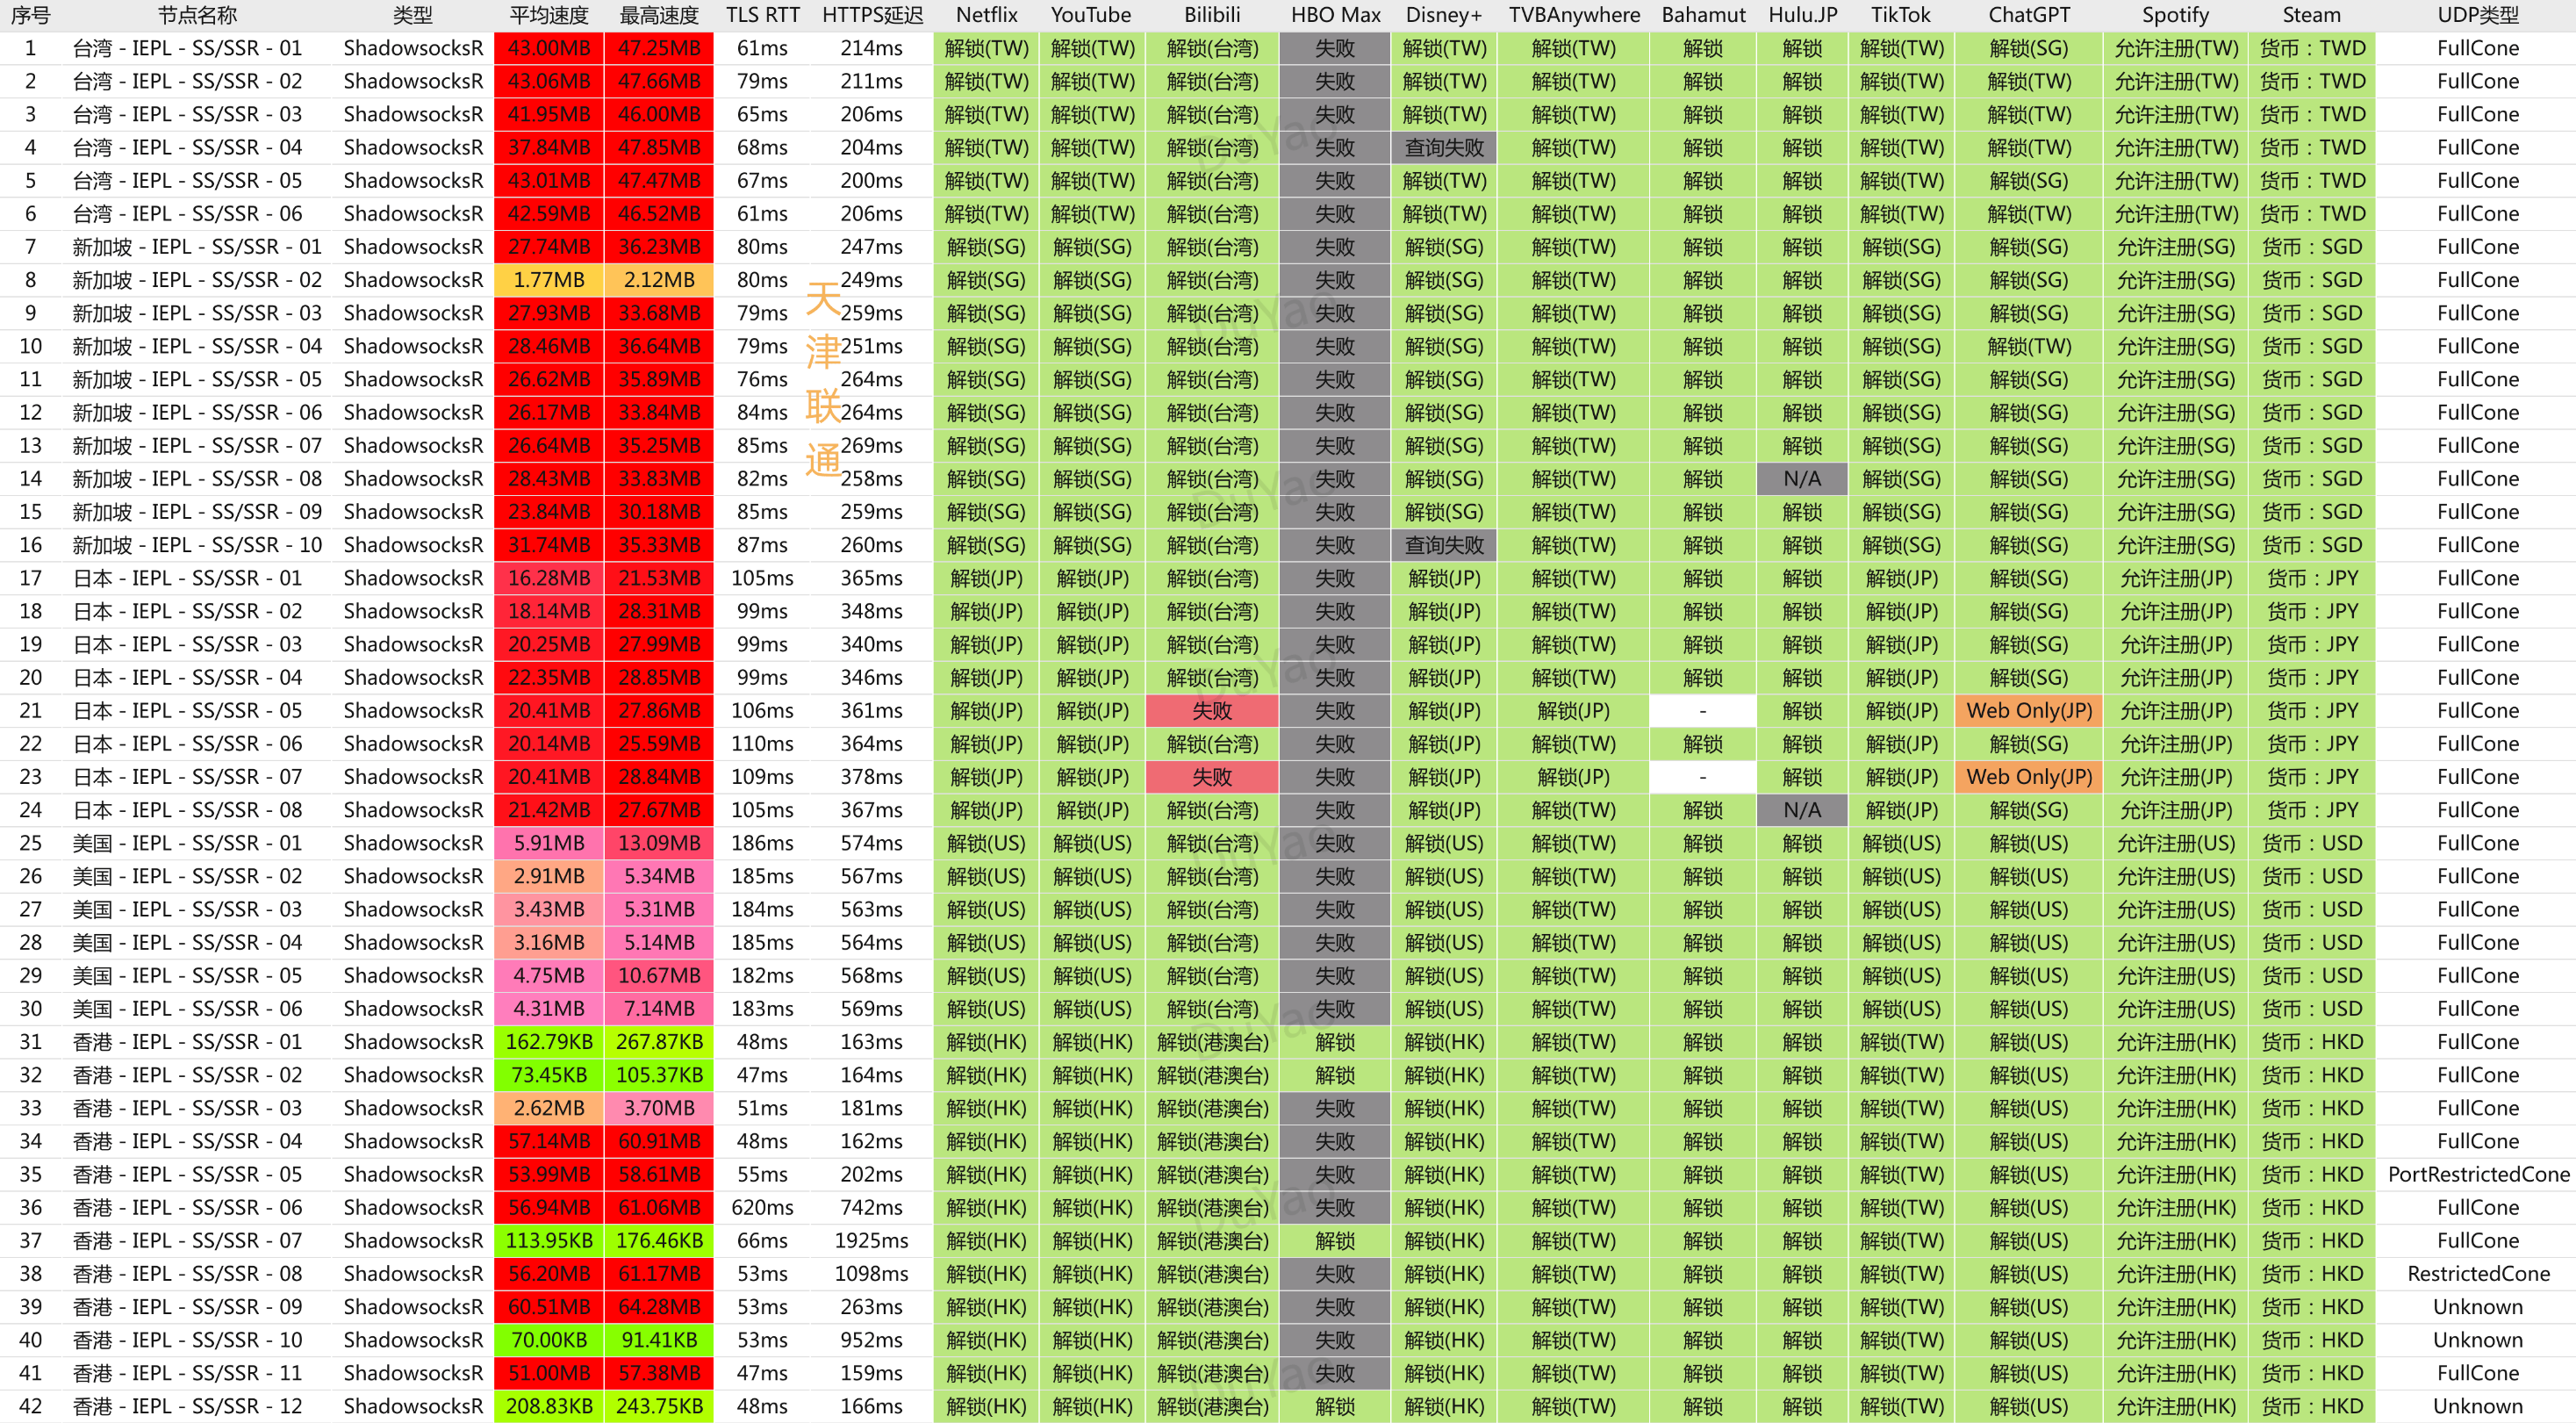 序号 节点名称 类型 平均速度 最高速度 TLS RTT HTTPS延迟 Netflix YouTube Bilibili HBO Max Disney+ TVBAnywhere Bahamut Hulu.JP TikTok ChatGPT Spotify Steam UDP类型
1 台湾 - IEPL - SS/SSR - 01 ShadowsocksR 43.00MB 47.25MB 61ms 214ms 解锁(TW) 解锁(TW) 解锁(台湾) 失败 解锁(TW) 解锁(TW) 解锁 解锁 解锁(TW) 解锁(SG) 允许注册(TW) 货币：TWD FullCone
2 台湾 - IEPL - SS/SSR - 02 ShadowsocksR 43.06MB 47.66MB 79ms 211ms 解锁(TW) 解锁(TW) 解锁(台湾) 失败 解锁(TW) 解锁(TW) 解锁 解锁 解锁(TW) 解锁(TW) 允许注册(TW) 货币：TWD FullCone
3 台湾 - IEPL - SS/SSR - 03 ShadowsocksR 41.95MB 46.00MB 65ms 206ms 解锁(TW) 解锁(TW) 解锁(台湾) 失败 解锁(TW) 解锁(TW) 解锁 解锁 解锁(TW) 解锁(TW) 允许注册(TW) 货币：TWD FullCone
4 台湾 - IEPL - SS/SSR - 04 ShadowsocksR 37.84MB 47.85MB 68ms 204ms 解锁(TW) 解锁(TW) 解锁(台湾) 失败 查询失败 解锁(TW) 解锁 解锁 解锁(TW) 解锁(TW) 允许注册(TW) 货币：TWD FullCone
5 台湾 - IEPL - SS/SSR - 05 ShadowsocksR 43.01MB 47.47MB 67ms 200ms 解锁(TW) 解锁(TW) 解锁(台湾) 失败 解锁(TW) 解锁(TW) 解锁 解锁 解锁(TW) 解锁(SG) 允许注册(TW) 货币：TWD FullCone
6 台湾 - IEPL - SS/SSR - 06 ShadowsocksR 42.59MB 46.52MB 61ms 206ms 解锁(TW) 解锁(TW) 解锁(台湾) 失败 解锁(TW) 解锁(TW) 解锁 解锁 解锁(TW) 解锁(TW) 允许注册(TW) 货币：TWD FullCone
7 新加坡 - IEPL - SS/SSR - 01 ShadowsocksR 27.74MB 36.23MB 80ms 247ms 解锁(SG) 解锁(SG) 解锁(台湾) 失败 解锁(SG) 解锁(TW) 解锁 解锁 解锁(SG) 解锁(SG) 允许注册(SG) 货币：SGD FullCone
8 新加坡 - IEPL - SS/SSR - 02 ShadowsocksR 1.77MB 2.12MB 80ms 249ms 解锁(SG) 解锁(SG) 解锁(台湾) 失败 解锁(SG) 解锁(TW) 解锁 解锁 解锁(SG) 解锁(SG) 允许注册(SG) 货币：SGD FullCone
9 新加坡 - IEPL - SS/SSR - 03 ShadowsocksR 27.93MB 33.68MB 79ms 259ms 解锁(SG) 解锁(SG) 解锁(台湾) 失败 解锁(SG) 解锁(TW) 解锁 解锁 解锁(SG) 解锁(SG) 允许注册(SG) 货币：SGD FullCone
10 新加坡 - IEPL - SS/SSR - 04 ShadowsocksR 28.46MB 36.64MB 79ms 251ms 解锁(SG) 解锁(SG) 解锁(台湾) 失败 解锁(SG) 解锁(TW) 解锁 解锁 解锁(SG) 解锁(TW) 允许注册(SG) 货币：SGD FullCone
11 新加坡 - IEPL - SS/SSR - 05 ShadowsocksR 26.62MB 35.89MB 76ms 264ms 解锁(SG) 解锁(SG) 解锁(台湾) 失败 解锁(SG) 解锁(TW) 解锁 解锁 解锁(SG) 解锁(SG) 允许注册(SG) 货币：SGD FullCone
12 新加坡 - IEPL - SS/SSR - 06 ShadowsocksR 26.17MB 33.84MB 84ms 264ms 解锁(SG) 解锁(SG) 解锁(台湾) 失败 解锁(SG) 解锁(TW) 解锁 解锁 解锁(SG) 解锁(SG) 允许注册(SG) 货币：SGD FullCone
13 新加坡 - IEPL - SS/SSR - 07 ShadowsocksR 26.64MB 35.25MB 85ms 269ms 解锁(SG) 解锁(SG) 解锁(台湾) 失败 解锁(SG) 解锁(TW) 解锁 解锁 解锁(SG) 解锁(SG) 允许注册(SG) 货币：SGD FullCone
14 新加坡 - IEPL - SS/SSR - 08 ShadowsocksR 28.43MB 33.83MB 82ms 258ms 解锁(SG) 解锁(SG) 解锁(台湾) 失败 解锁(SG) 解锁(TW) 解锁 N/A 解锁(SG) 解锁(SG) 允许注册(SG) 货币：SGD FullCone
15 新加坡 - IEPL - SS/SSR - 09 ShadowsocksR 23.84MB 30.18MB 85ms 259ms 解锁(SG) 解锁(SG) 解锁(台湾) 失败 解锁(SG) 解锁(TW) 解锁 解锁 解锁(SG) 解锁(SG) 允许注册(SG) 货币：SGD FullCone
16 新加坡 - IEPL - SS/SSR - 10 ShadowsocksR 31.74MB 35.33MB 87ms 260ms 解锁(SG) 解锁(SG) 解锁(台湾) 失败 查询失败 解锁(TW) 解锁 解锁 解锁(SG) 解锁(SG) 允许注册(SG) 货币：SGD FullCone
17 日本 - IEPL - SS/SSR - 01 ShadowsocksR 16.28MB 21.53MB 105ms 365ms 解锁(JP) 解锁(JP) 解锁(台湾) 失败 解锁(JP) 解锁(TW) 解锁 解锁 解锁(JP) 解锁(SG) 允许注册(JP) 货币：JPY FullCone
18 日本 - IEPL - SS/SSR - 02 ShadowsocksR 18.14MB 28.31MB 99ms 348ms 解锁(JP) 解锁(JP) 解锁(台湾) 失败 解锁(JP) 解锁(TW) 解锁 解锁 解锁(JP) 解锁(SG) 允许注册(JP) 货币：JPY FullCone
19 日本 - IEPL - SS/SSR - 03 ShadowsocksR 20.25MB 27.99MB 99ms 340ms 解锁(JP) 解锁(JP) 解锁(台湾) 失败 解锁(JP) 解锁(TW) 解锁 解锁 解锁(JP) 解锁(SG) 允许注册(JP) 货币：JPY FullCone
20 日本 - IEPL - SS/SSR - 04 ShadowsocksR 22.35MB 28.85MB 99ms 346ms 解锁(JP) 解锁(JP) 解锁(台湾) 失败 解锁(JP) 解锁(TW) 解锁 解锁 解锁(JP) 解锁(SG) 允许注册(JP) 货币：JPY FullCone
21 日本 - IEPL - SS/SSR - 05 ShadowsocksR 20.41MB 27.86MB 106ms 361ms 解锁(JP) 解锁(JP) 失败 失败 解锁(JP) 解锁(JP) - 解锁 解锁(JP) Web Only(JP) 允许注册(JP) 货币：JPY FullCone
22 日本 - IEPL - SS/SSR - 06 ShadowsocksR 20.14MB 25.59MB 110ms 364ms 解锁(JP) 解锁(JP) 解锁(台湾) 失败 解锁(JP) 解锁(TW) 解锁 解锁 解锁(JP) 解锁(SG) 允许注册(JP) 货币：JPY FullCone
23 日本 - IEPL - SS/SSR - 07 ShadowsocksR 20.41MB 28.84MB 109ms 378ms 解锁(JP) 解锁(JP) 失败 失败 解锁(JP) 解锁(JP) - 解锁 解锁(JP) Web Only(JP) 允许注册(JP) 货币：JPY FullCone
24 日本 - IEPL - SS/SSR - 08 ShadowsocksR 21.42MB 27.67MB 105ms 367ms 解锁(JP) 解锁(JP) 解锁(台湾) 失败 解锁(JP) 解锁(TW) 解锁 N/A 解锁(JP) 解锁(SG) 允许注册(JP) 货币：JPY FullCone
25 美国 - IEPL - SS/SSR - 01 ShadowsocksR 5.91MB 13.09MB 186ms 574ms 解锁(US) 解锁(US) 解锁(台湾) 失败 解锁(US) 解锁(TW) 解锁 解锁 解锁(US) 解锁(US) 允许注册(US) 货币：USD FullCone
26 美国 - IEPL - SS/SSR - 02 ShadowsocksR 2.91MB 5.34MB 185ms 567ms 解锁(US) 解锁(US) 解锁(台湾) 失败 解锁(US) 解锁(TW) 解锁 解锁 解锁(US) 解锁(US) 允许注册(US) 货币：USD FullCone
27 美国 - IEPL - SS/SSR - 03 ShadowsocksR 3.43MB 5.31MB 184ms 563ms 解锁(US) 解锁(US) 解锁(台湾) 失败 解锁(US) 解锁(TW) 解锁 解锁 解锁(US) 解锁(US) 允许注册(US) 货币：USD FullCone
28 美国 - IEPL - SS/SSR - 04 ShadowsocksR 3.16MB 5.14MB 185ms 564ms 解锁(US) 解锁(US) 解锁(台湾) 失败 解锁(US) 解锁(TW) 解锁 解锁 解锁(US) 解锁(US) 允许注册(US) 货币：USD FullCone
29 美国 - IEPL - SS/SSR - 05 ShadowsocksR 4.75MB 10.67MB 182ms 568ms 解锁(US) 解锁(US) 解锁(台湾) 失败 解锁(US) 解锁(TW) 解锁 解锁 解锁(US) 解锁(US) 允许注册(US) 货币：USD FullCone
30 美国 - IEPL - SS/SSR - 06 ShadowsocksR 4.31MB 7.14MB 183ms 569ms 解锁(US) 解锁(US) 解锁(台湾) 失败 解锁(US) 解锁(TW) 解锁 解锁 解锁(US) 解锁(US) 允许注册(US) 货币：USD FullCone
31 香港 - IEPL - SS/SSR - 01 ShadowsocksR 162.79KB 267.87KB 48ms 163ms 解锁(HK) 解锁(HK) 解锁(港澳台) 解锁 解锁(HK) 解锁(TW) 解锁 解锁 解锁(TW) 解锁(US) 允许注册(HK) 货币：HKD FullCone
32 香港 - IEPL - SS/SSR - 02 ShadowsocksR 73.45KB 105.37KB 47ms 164ms 解锁(HK) 解锁(HK) 解锁(港澳台) 解锁 解锁(HK) 解锁(TW) 解锁 解锁 解锁(TW) 解锁(US) 允许注册(HK) 货币：HKD FullCone
33 香港 - IEPL - SS/SSR - 03 ShadowsocksR 2.62MB 3.70MB 51ms 181ms 解锁(HK) 解锁(HK) 解锁(港澳台) 失败 解锁(HK) 解锁(TW) 解锁 解锁 解锁(TW) 解锁(US) 允许注册(HK) 货币：HKD FullCone
34 香港 - IEPL - SS/SSR - 04 ShadowsocksR 57.14MB 60.91MB 48ms 162ms 解锁(HK) 解锁(HK) 解锁(港澳台) 失败 解锁(HK) 解锁(TW) 解锁 解锁 解锁(TW) 解锁(US) 允许注册(HK) 货币：HKD FullCone
35 香港 - IEPL - SS/SSR - 05 ShadowsocksR 53.99MB 58.61MB 55ms 202ms 解锁(HK) 解锁(HK) 解锁(港澳台) 失败 解锁(HK) 解锁(TW) 解锁 解锁 解锁(TW) 解锁(US) 允许注册(HK) 货币：HKD PortRestrictedCone
36 香港 - IEPL - SS/SSR - 06 ShadowsocksR 56.94MB 61.06MB 620ms 742ms 解锁(HK) 解锁(HK) 解锁(港澳台) 失败 解锁(HK) 解锁(TW) 解锁 解锁 解锁(TW) 解锁(US) 允许注册(HK) 货币：HKD FullCone
37 香港 - IEPL - SS/SSR - 07 ShadowsocksR 113.95KB 176.46KB 66ms 1925ms 解锁(HK) 解锁(HK) 解锁(港澳台) 解锁 解锁(HK) 解锁(TW) 解锁 解锁 解锁(TW) 解锁(US) 允许注册(HK) 货币：HKD FullCone
38 香港 - IEPL - SS/SSR - 08 ShadowsocksR 56.20MB 61.17MB 53ms 1098ms 解锁(HK) 解锁(HK) 解锁(港澳台) 失败 解锁(HK) 解锁(TW) 解锁 解锁 解锁(TW) 解锁(US) 允许注册(HK) 货币：HKD RestrictedCone
39 香港 - IEPL - SS/SSR - 09 ShadowsocksR 60.51MB 64.28MB 53ms 263ms 解锁(HK) 解锁(HK) 解锁(港澳台) 失败 解锁(HK) 解锁(TW) 解锁 解锁 解锁(TW) 解锁(US) 允许注册(HK) 货币：HKD Unknown
40 香港 - IEPL - SS/SSR - 10 ShadowsocksR 70.00KB 91.41KB 53ms 952ms 解锁(HK) 解锁(HK) 解锁(港澳台) 失败 解锁(HK) 解锁(TW) 解锁 解锁 解锁(TW) 解锁(US) 允许注册(HK) 货币：HKD Unknown
41 香港 - IEPL - SS/SSR - 11 ShadowsocksR 51.00MB 57.38MB 47ms 159ms 解锁(HK) 解锁(HK) 解锁(港澳台) 失败 解锁(HK) 解锁(TW) 解锁 解锁 解锁(TW) 解锁(US) 允许注册(HK) 货币：HKD FullCone
42 香港 - IEPL - SS/SSR - 12 ShadowsocksR 208.83KB 243.75KB 48ms 166ms 解锁(HK) 解锁(HK) 解锁(港澳台) 解锁 解锁(HK) 解锁(TW) 解锁 解锁 解锁(TW) 解锁(US) 允许注册(HK) 货币：HKD Unknown
天津联通
DuYao
DuYao
DuYao
DuYao
DuYao
DuYao
DuYao
DuYao